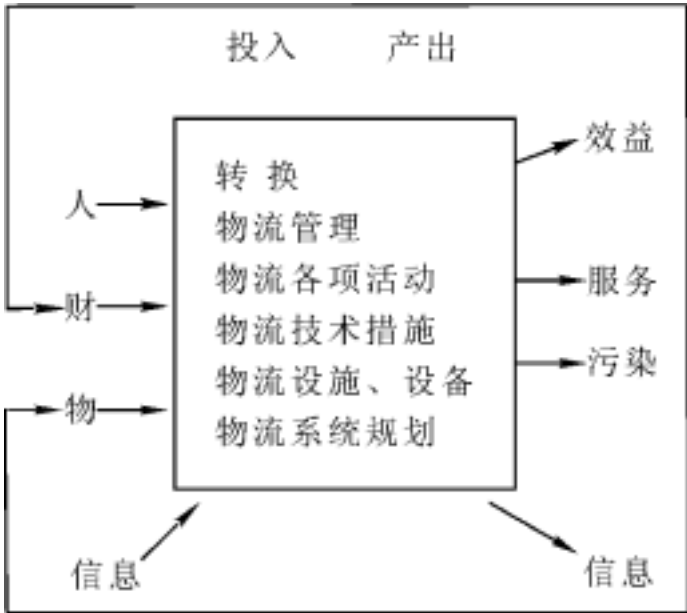 投入 产出
人
财
物
信息
转 换
物流管理
物流各项活动
物流技术措施
物流设施、设备
物流系统规划
效益
服务
污染
信息